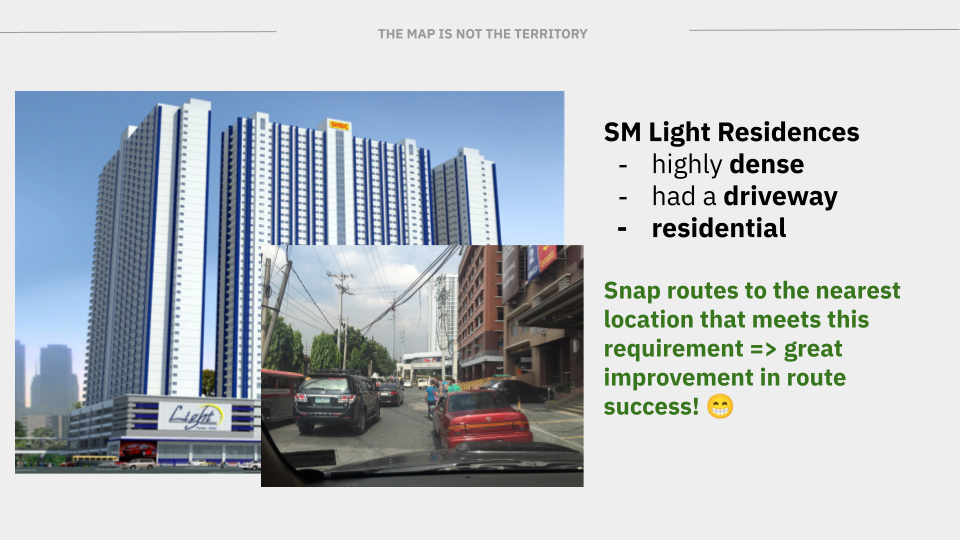 THE MAP IS NOT THE TERRITORY
SMDC
Light
SM Light Residences
- highly dense
- had a driveway
- residential
Snap routes to the nearest
location that meets this
requirement => great
improvement in route
success! 😁